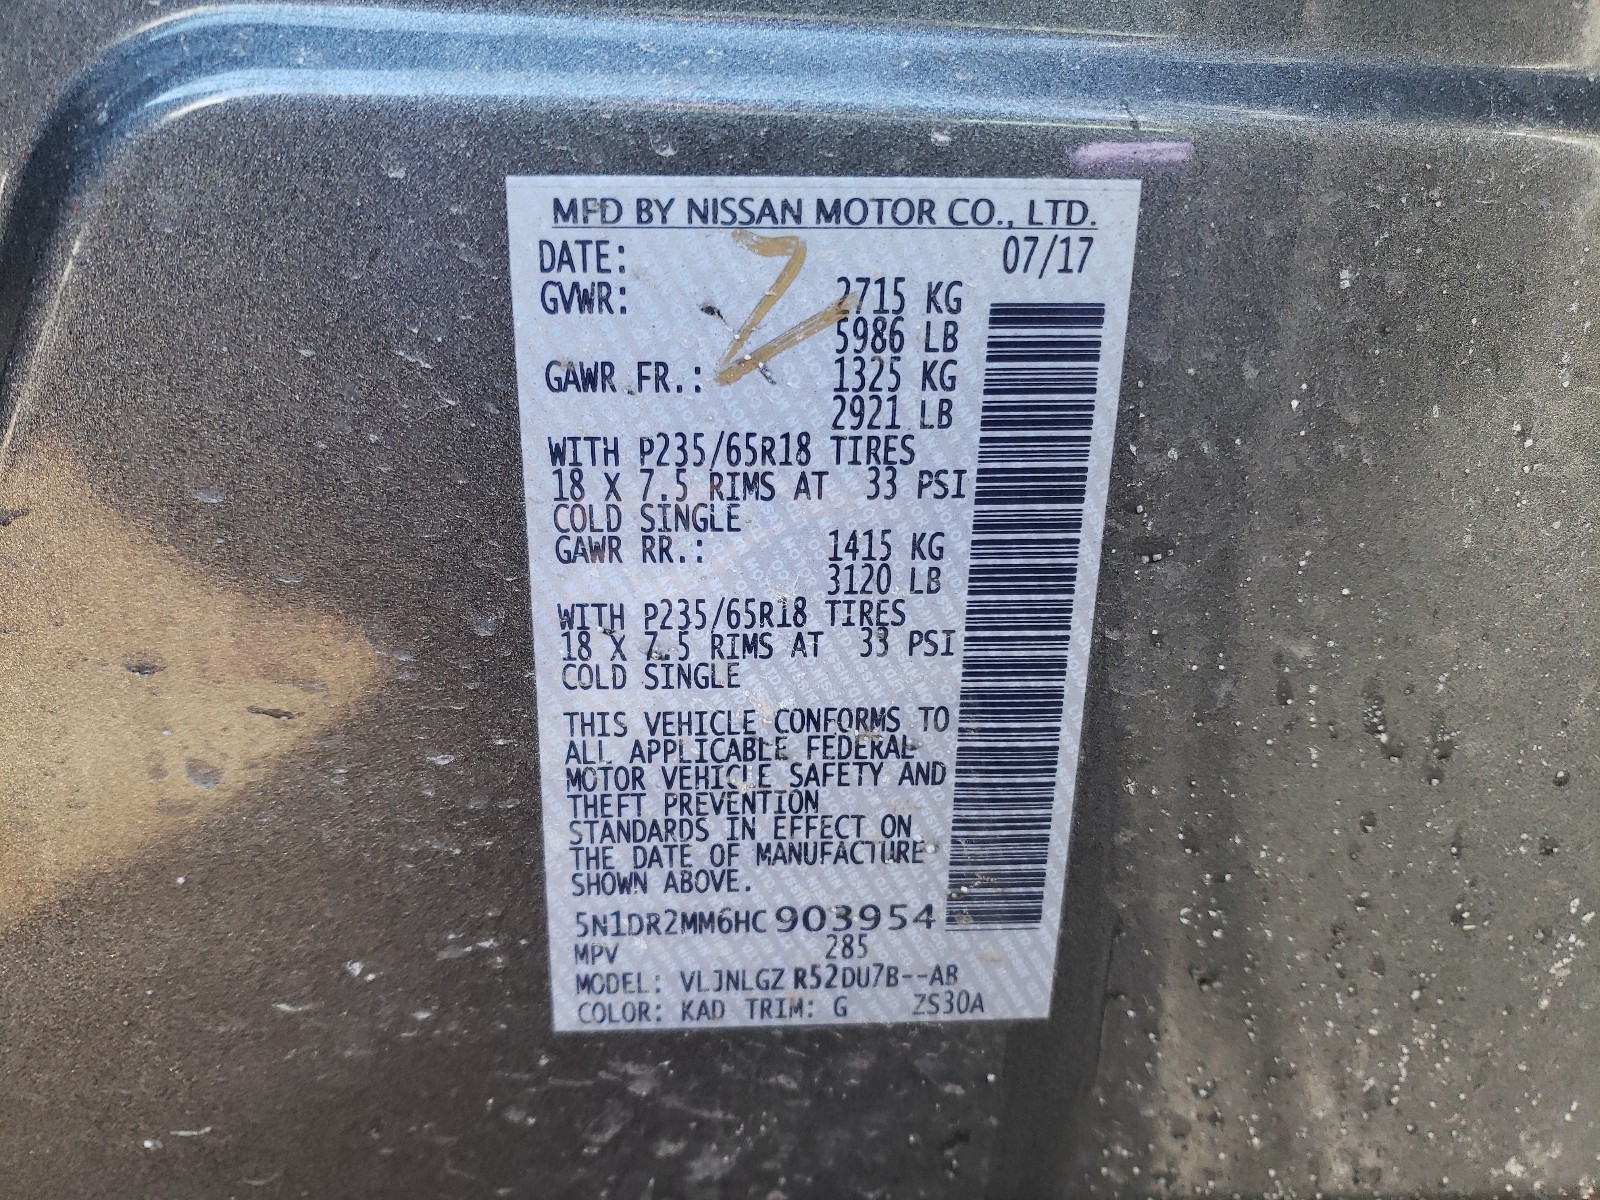 MFD BY NISSAN MOTOR CO., LTD.
DATE: 07/17
GVWR: 2715 KG
5986 LB
GAWR FR.: 1325 KG
2921 LB
WITH P235/65R18 TIRES
18 X 7.5 RIMS AT 33 PSI
COLD SINGLE
GAWR RR.: 1415 KG
3120 LB
WITH P235/65R18 TIRES
18 X 7.5 RIMS AT 33 PSI
COLD SINGLE
THIS VEHICLE CONFORMS TO
ALL APPLICABLE FEDERAL
MOTOR VEHICLE SAFETY AND
THEFT PREVENTION
STANDARDS IN EFFECT ON
THE DATE OF MANUFACTURE
SHOWN ABOVE.
5N1DR2MM6HC903954
MPV 285
MODEL: VLJNLGZ R52DU7B--AB
COLOR: KAD TRIM: G ZS30A